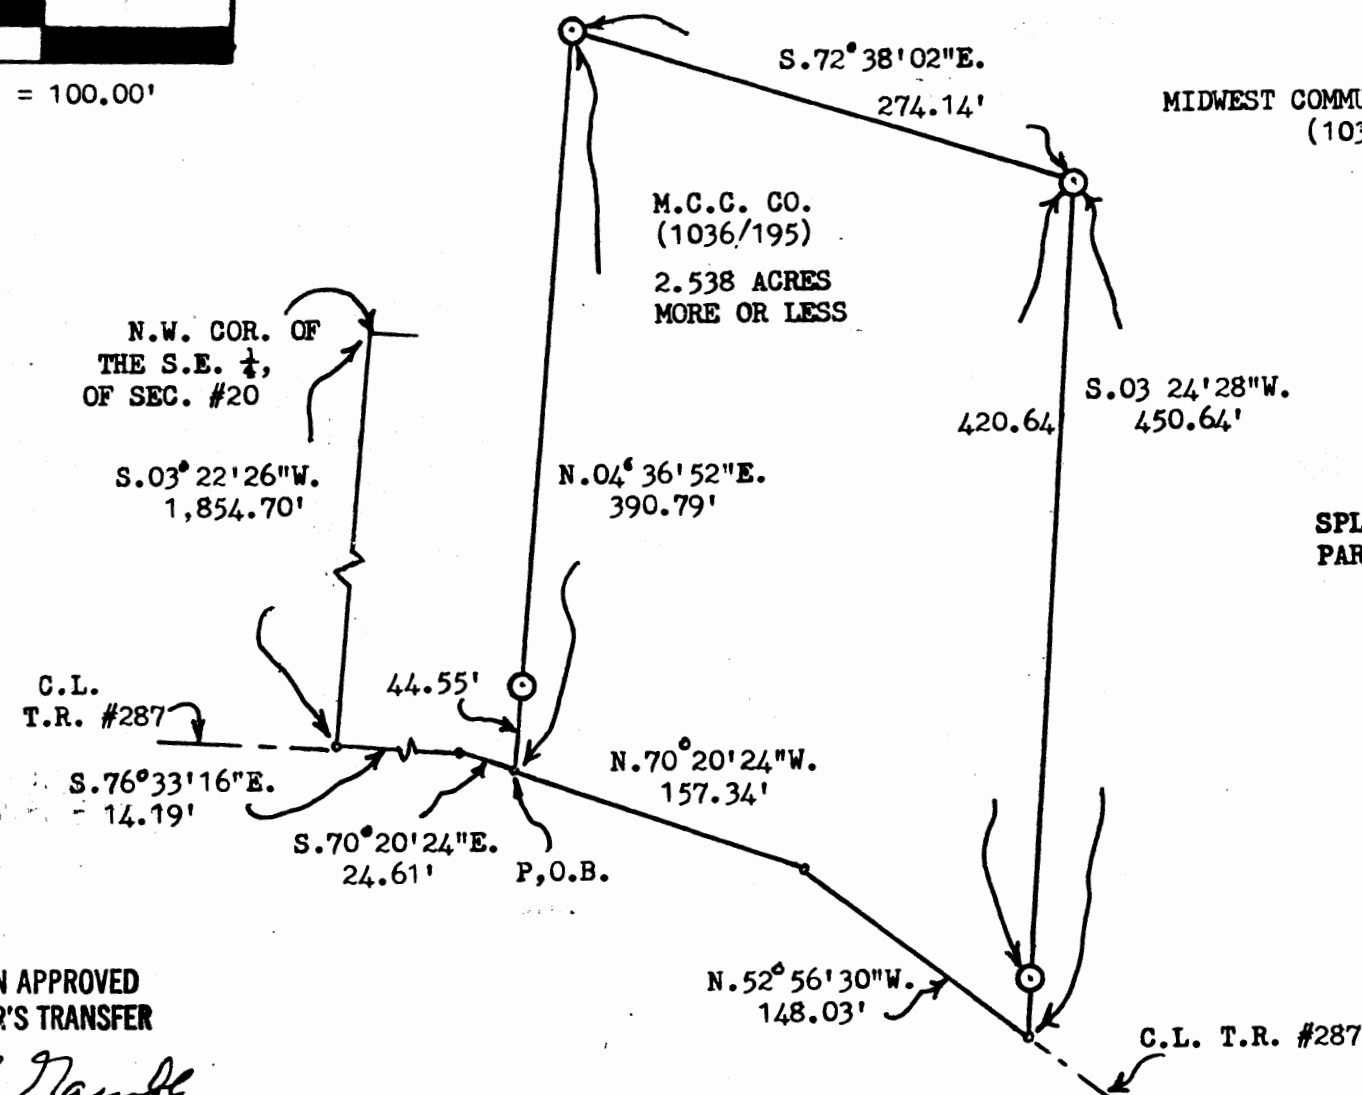 = 100.00'
S.72°38'02"E.
274.14'
MIDWEST COMMU
(103
M.C.C. CO.
(1036/195)
2.538 ACRES
MORE OR LESS
N.W. COR. OF
THE S.E. ¼,
OF SEC. #20
S.03°22'26"W.
1,854.70'
N.04°36'52"E.
390.79'
420.64
S.03 24'28"W.
450.64'
SPL
PAR
C.L.
T.R. #287
44.55'
S.76°33'16"E.
14.19'
S.70°20'24"E.
24.61'
P,O.B.
N.70°20'24"W.
157.34'
N.52°56'30"W.
148.03'
C.L. T.R. #287
N APPROVED
R'S TRANSFER